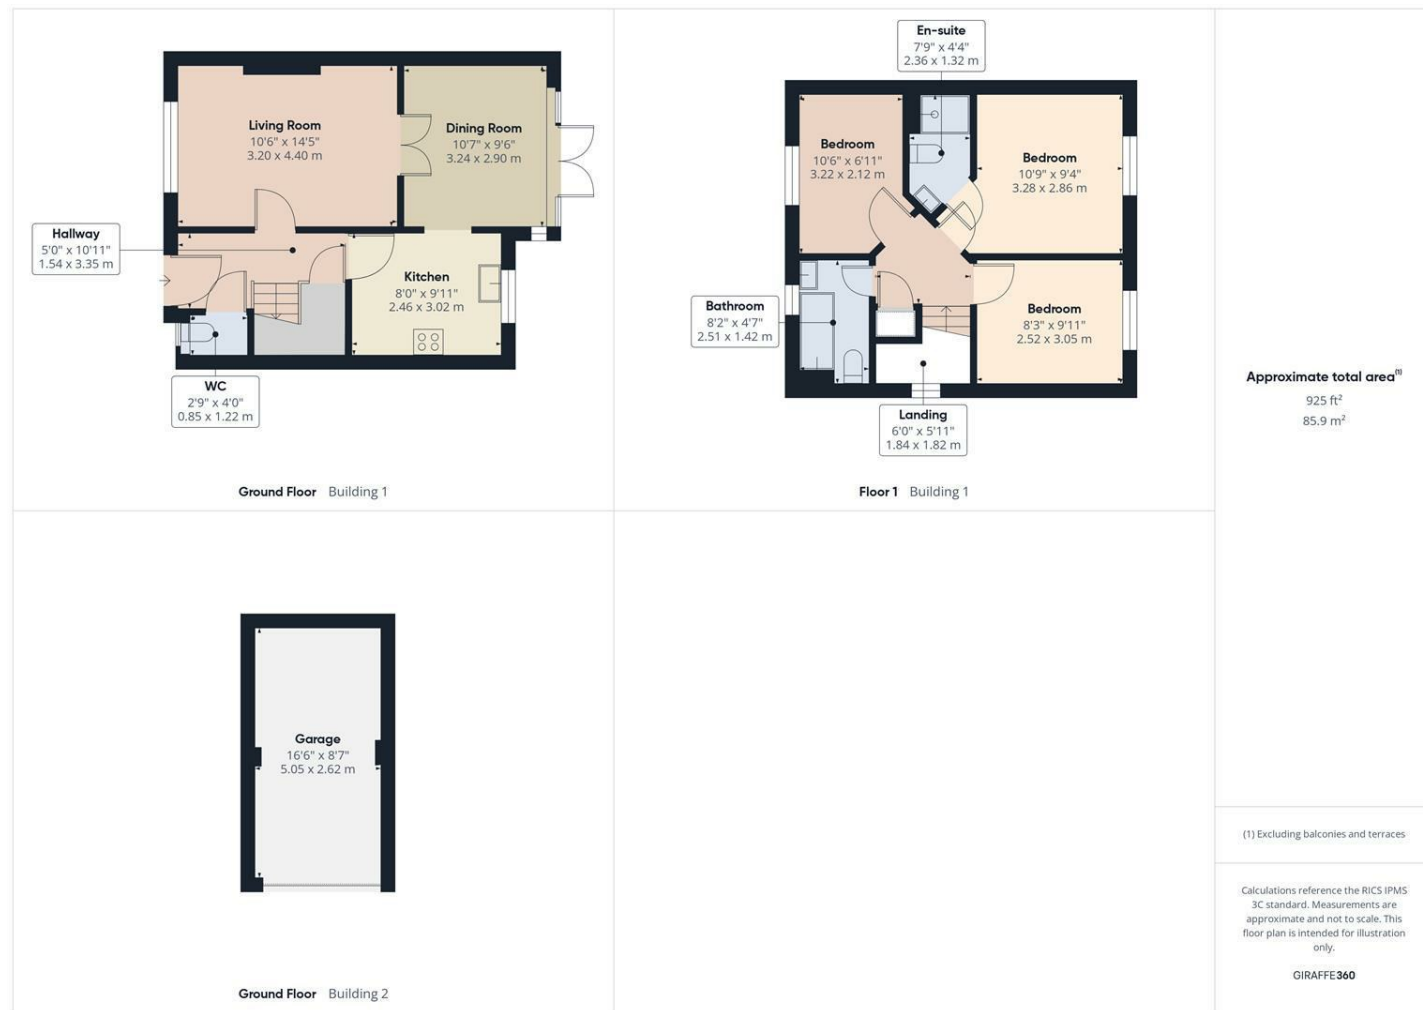 Living Room
10'6" x 14'5"
3.20 x 4.40 m
Dining Room
10'7" x 9'6"
3.24 x 2.90 m
Hallway
5'0" x 10'11"
1.54 x 3.35 m
Kitchen
8'0" x 9'11"
2.46 x 3.02 m
WC
2'9" x 4'0"
0.85 x 1.22 m
Ground Floor Building 1
En-suite
7'9" x 4'4"
2.36 x 1.32 m
Bedroom
10'6" x 6'11"
3.22 x 2.12 m
Bedroom
10'9" x 9'4"
3.28 x 2.86 m
Bathroom
8'2" x 4'7"
2.51 x 1.42 m
Bedroom
8'3" x 9'11"
2.52 x 3.05 m
Landing
6'0" x 5'11"
1.84 x 1.82 m
Floor 1 Building 1
Garage
16'6" x 8'7"
5.05 x 2.62 m
Ground Floor Building 2
Approximate total area(1)
925 ft²
85.9 m²
(1) Excluding balconies and terraces
Calculations reference the RICS IPMS
3C standard. Measurements are
approximate and not to scale. This
floor plan is intended for illustration
only.
GIRAFFE360